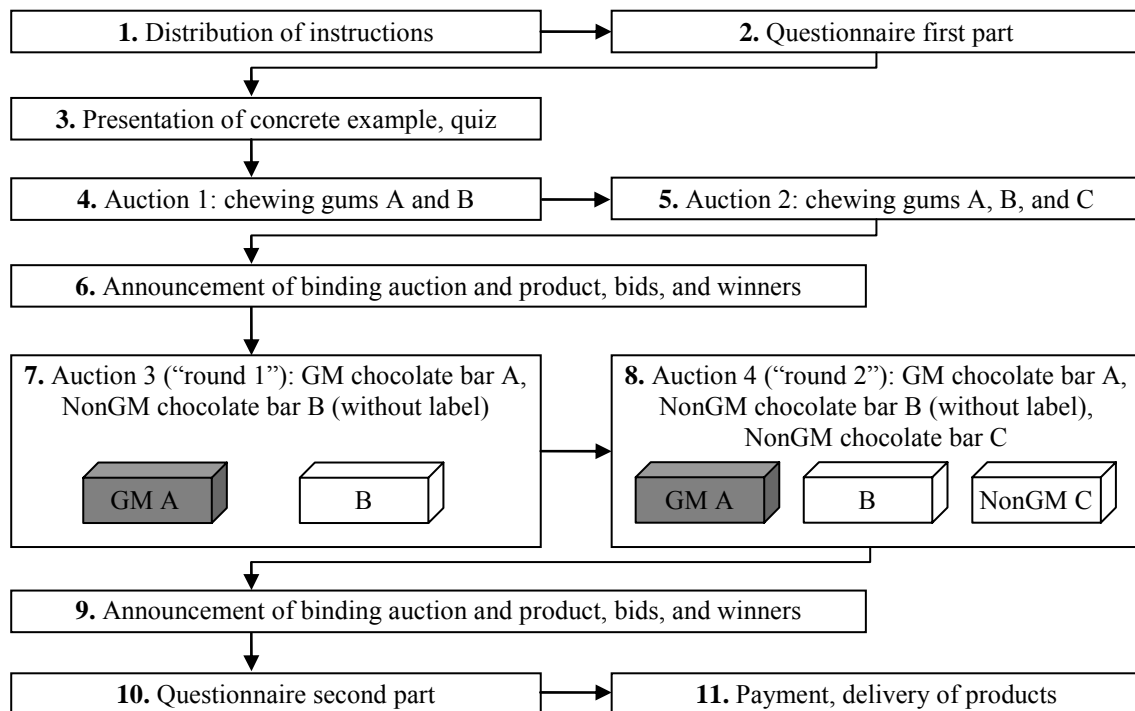 1. Distribution of instructions
2. Questionnaire first part
3. Presentation of concrete example, quiz
4. Auction 1: chewing gums A and B
5. Auction 2: chewing gums A, B, and C
6. Announcement of binding auction and product, bids, and winners
7. Auction 3 (“round 1”): GM chocolate bar A,
NonGM chocolate bar B (without label)
GM A
B
8. Auction 4 (“round 2”): GM chocolate bar A,
NonGM chocolate bar B (without label),
NonGM chocolate bar C
GM A
B
NonGM C
9. Announcement of binding auction and product, bids, and winners
10. Questionnaire second part
11. Payment, delivery of products